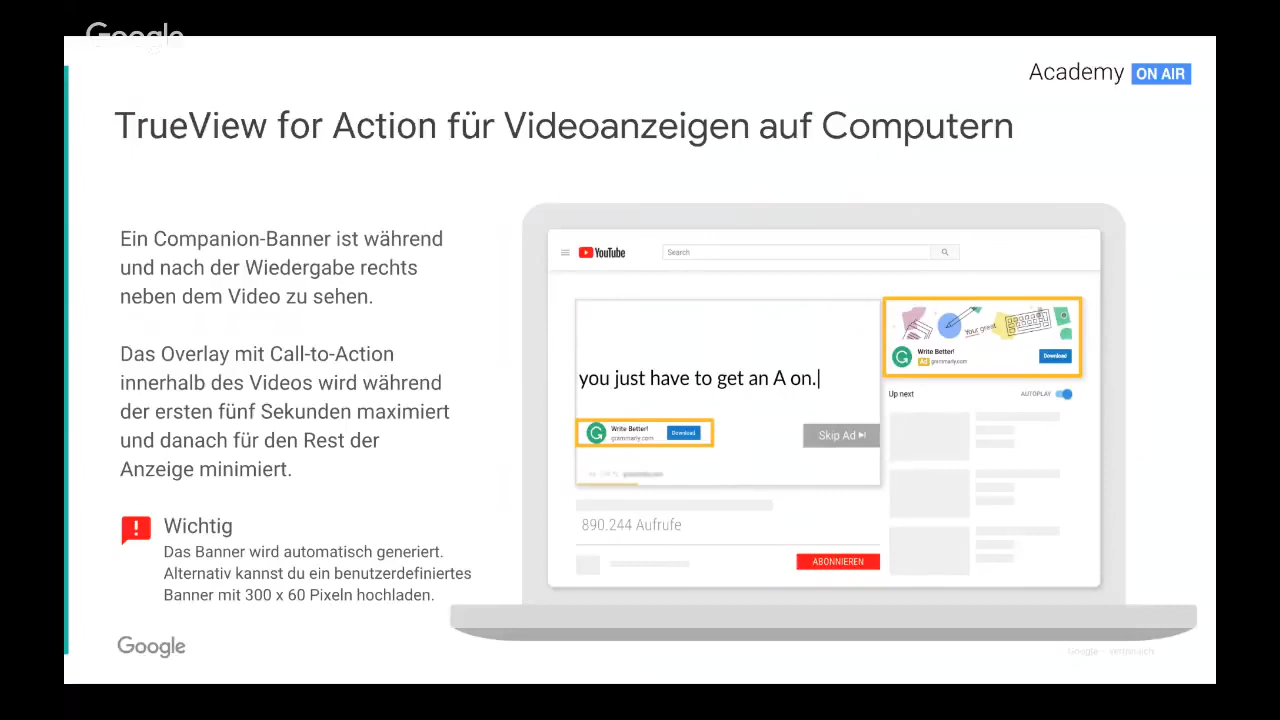 Google
Academy ON AIR
TrueView for Action für Videoanzeigen auf Computern
Ein Companion-Banner ist während
und nach der Wiedergabe rechts
neben dem Video zu sehen.
Das Overlay mit Call-to-Action
innerhalb des Videos wird während
der ersten fünf Sekunden maximiert
und danach für den Rest der
Anzeige minimiert.
Wichtig
Das Banner wird automatisch generiert.
Alternativ kannst du ein benutzerdefiniertes
Banner mit 300 x 60 Pixeln hochladen.
YouTube
Search
you just have to get an A on.
Write Better!
grammarly.com
Download
Skip Ad
890.244 Aufrufe
ABONNIEREN
Your great
Write Better!
Ad grammarly.com
Download
Up next
AUTOPLAY
Google
Google – vertraulich